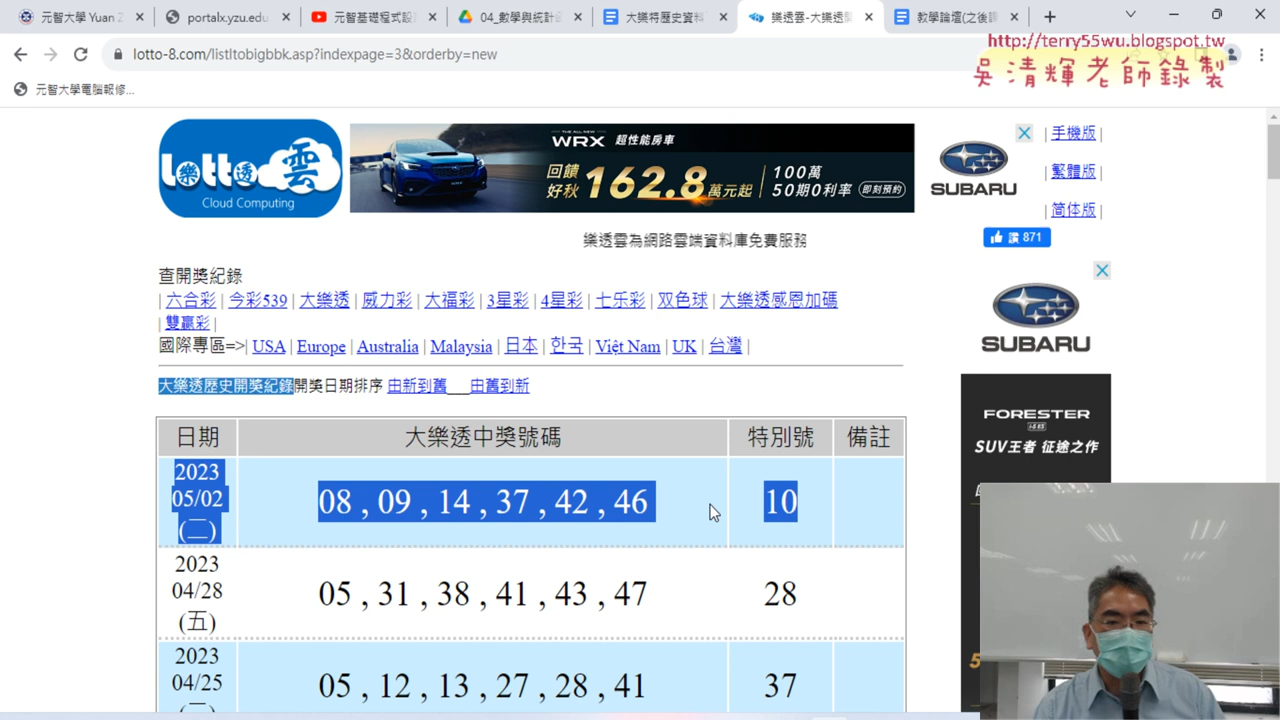 元智大學 Yuan Z
portalx.yzu.edu
元智基礎程式設
04_數學與統計
大樂特歷史資料
樂透雲-大樂透
教學論壇(之後
lotto-8.com/listltobigbbk.asp?indexpage=3&orderby=new
http://terry55wu.blogspot.tw
吳清輝老師錄製
元智大學電腦報修...
lotto樂透雲
Cloud Computing
WRX 超性能房車
回饋好秋 162.8 萬元起
100萬
50期0利率
即刻預約
SUBARU
| 手機版 |
| 繁體版 |
| 简体版 |
讚 871
樂透雲為網路雲端資料庫免費服務
查開獎紀錄
| 六合彩 | 今彩539 | 大樂透 | 威力彩 | 大福彩 | 3星彩 | 4星彩 | 七乐彩 | 双色球 | 大樂透感恩加碼
| 雙贏彩 |
國際專區=>| USA | Europe | Australia | Malaysia | 日本 | 한국 | Việt Nam | UK | 台灣 |
SUBARU
大樂透歷史開獎紀錄開獎日期排序 由新到舊___由舊到新
日期 大樂透中獎號碼 特別號 備註
2023
05/02
(二)
08 , 09 , 14 , 37 , 42 , 46
10
2023
04/28
(五)
05 , 31 , 38 , 41 , 43 , 47
28
2023
04/25
05 , 12 , 13 , 27 , 28 , 41
37
FORESTER
SUV王者 征途之作